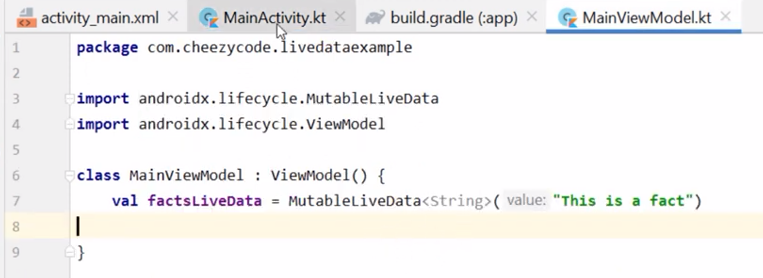 activity_main.xml MainActivity.kt build.gradle (:app) MainViewModel.kt
1 package com.cheezycode.livedataexample
2
3 import androidx.lifecycle.MutableLiveData
4 import androidx.lifecycle.ViewModel
5
6 class MainViewModel : ViewModel() {
7 val factsLiveData = MutableLiveData<String>( value: "This is a fact")
8
9 }